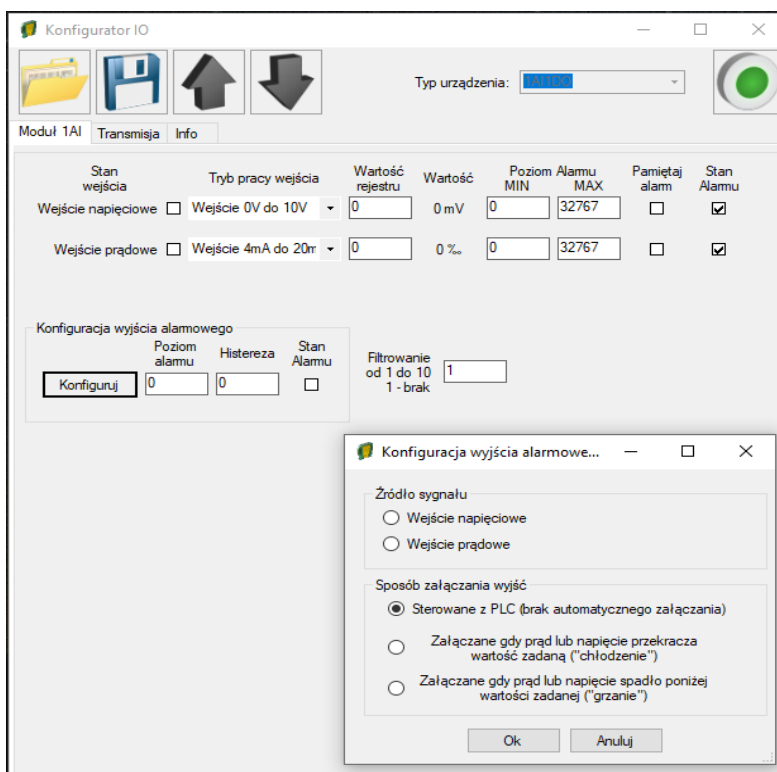 Konfigurator IO
Typ urządzenia: 1AI1DO
Moduł 1AI Transmisja Info
Stan wejścia
Tryb pracy wejścia
Wartość rejestru
Wartość
Poziom Alarmu
MIN MAX
Pamiętaj alarm
Stan Alarmu
Wejście napięciowe Wejście 0V do 10V 0 0 mV 0 32767
Wejście prądowe Wejście 4mA do 20m 0 0 ‰ 0 32767
Konfiguracja wyjścia alarmowego
Poziom alarmu
Histereza
Stan Alarmu
Konfiguruj 0 0
Filtrowanie
od 1 do 10
1 - brak
1
Konfiguracja wyjścia alarmowe...
Źródło sygnału
Wejście napięciowe
Wejście prądowe
Sposób załączania wyjść
Sterowane z PLC (brak automatycznego załączania)
Załączane gdy prąd lub napięcie przekracza
wartość zadaną ("chłodzenie")
Załączane gdy prąd lub napięcie spadło poniżej
wartości zadanej ("grzanie")
Ok Anuluj